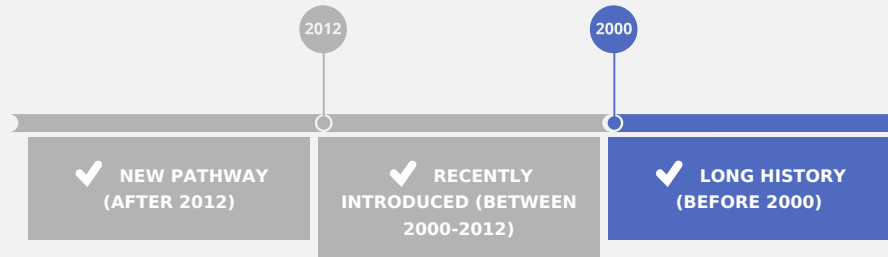 2012
2000
NEW PATHWAY
(AFTER 2012)
RECENTLY
INTRODUCED (BETWEEN
2000-2012)
LONG HISTORY
(BEFORE 2000)